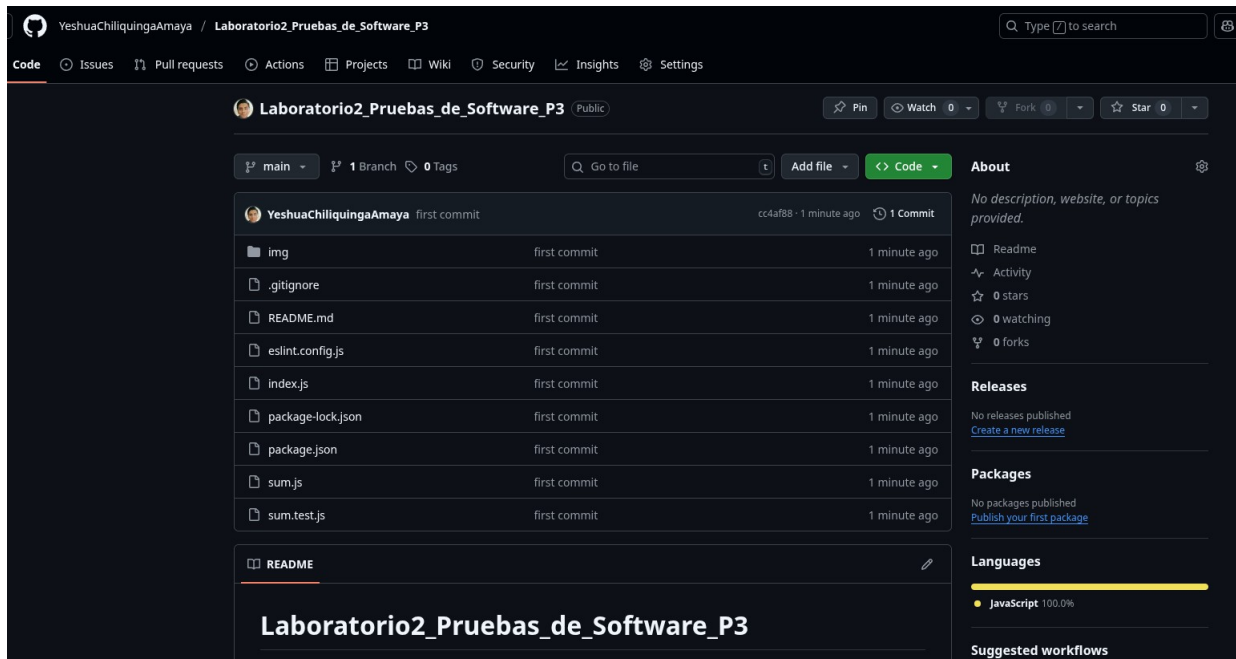 YeshuaChiliquingaAmaya / Laboratorio2_Pruebas_de_Software_P3
Type / to search
Code Issues Pull requests Actions Projects Wiki Security Insights Settings
Laboratorio2_Pruebas_de_Software_P3 Public
Pin Watch 0 Fork 0 Star 0
main 1 Branch 0 Tags Go to file t Add file Code
YeshuaChiliquingaAmaya first commit cc4af88 · 1 minute ago 1 Commit
img first commit 1 minute ago
.gitignore first commit 1 minute ago
README.md first commit 1 minute ago
eslint.config.js first commit 1 minute ago
index.js first commit 1 minute ago
package-lock.json first commit 1 minute ago
package.json first commit 1 minute ago
sum.js first commit 1 minute ago
sum.test.js first commit 1 minute ago
README
Laboratorio2_Pruebas_de_Software_P3
About
No description, website, or topics
provided.
Readme
Activity
0 stars
0 watching
0 forks
Releases
No releases published
Create a new release
Packages
No packages published
Publish your first package
Languages
JavaScript 100.0%
Suggested workflows